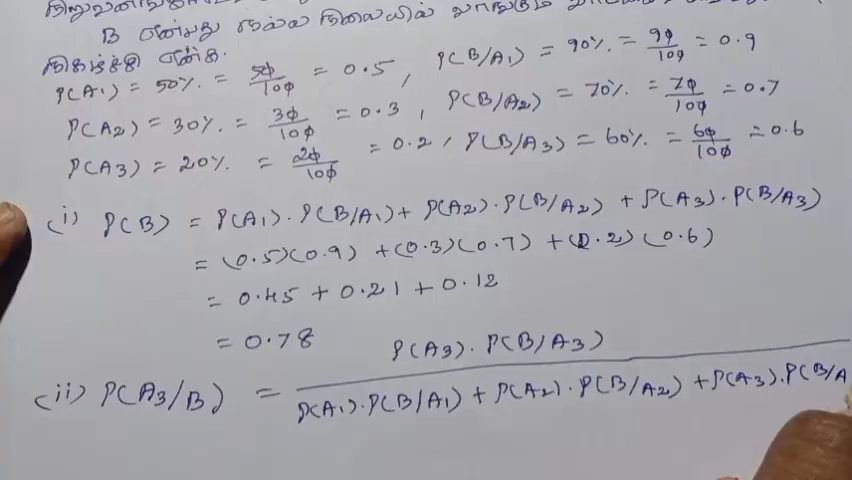 B என்பது நல்ல நிலையில்
என்க.
P(A1) = 50% = 50/100 = 0.5, P(B/A1) = 90% = 90/100 = 0.9
P(A2) = 30% = 30/100 = 0.3, P(B/A2) = 70% = 70/100 = 0.7
P(A3) = 20% = 20/100 = 0.2, P(B/A3) = 60% = 60/100 = 0.6
(i) P(B) = P(A1).P(B/A1) + P(A2).P(B/A2) + P(A3).P(B/A3)
= (0.5)(0.9) + (0.3)(0.7) + (0.2)(0.6)
= 0.45 + 0.21 + 0.12
= 0.78
P(A3).P(B/A3)
(ii) P(A3/B) =
P(A1).P(B/A1) + P(A2).P(B/A2) + P(A3).P(B/A